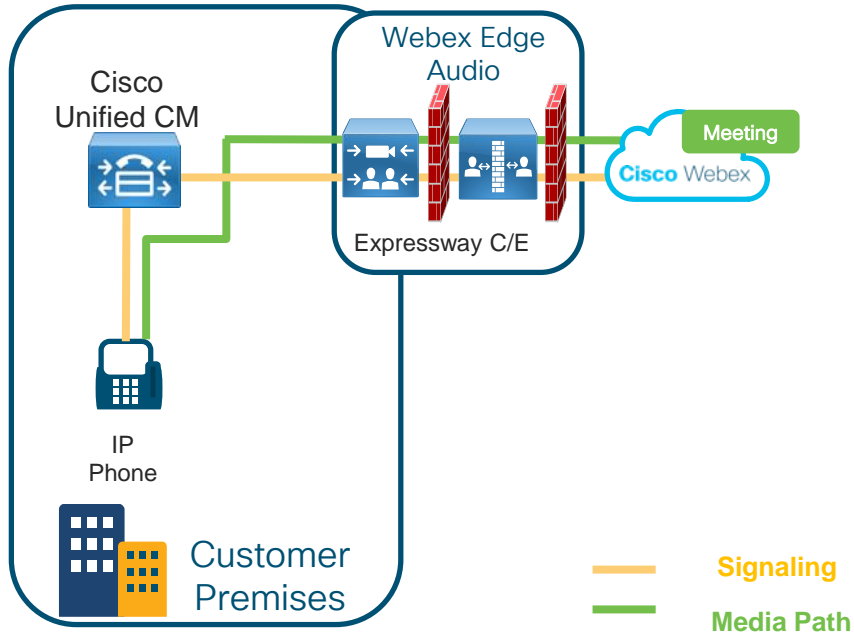 Webex Edge
Audio
Cisco
Unified CM
Meeting
Cisco Webex
Expressway C/E
IP
Phone
Customer
Premises
Signaling
Media Path